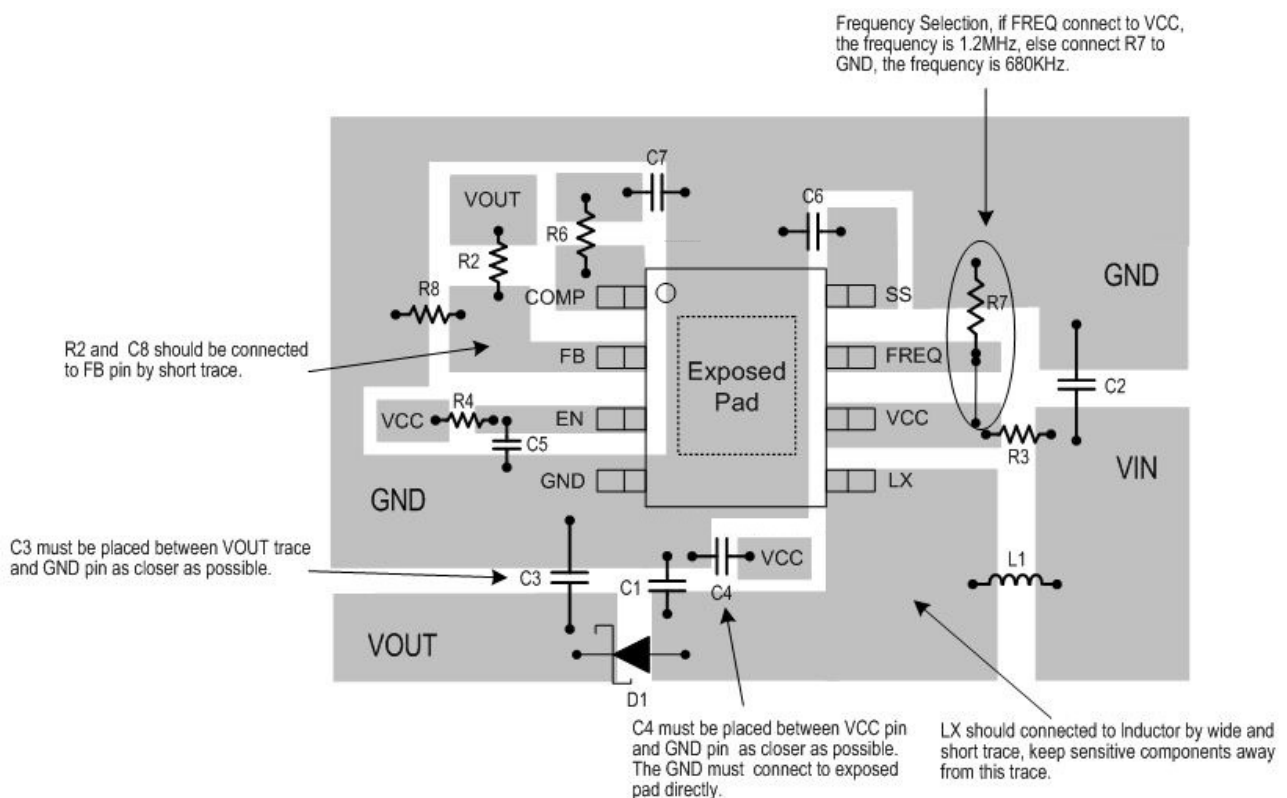 Frequency Selection, if FREQ connect to VCC,
the frequency is 1.2MHz, else connect R7 to
GND, the frequency is 680KHz.
C7
C6
VOUT
R6
R2
GND
R8
COMP
SS
R7
R2 and C8 should be connected
to FB pin by short trace.
FB
Exposed
Pad
FREQ
C2
VCC
R4
EN
C5
VCC
R3
VIN
GND
GND
LX
C3 must be placed between VOUT trace
and GND pin as closer as possible.
C3
C1
C4
VCC
L1
VOUT
D1
C4 must be placed between VCC pin
and GND pin as closer as possible.
The GND must connect to exposed
pad directly.
LX should connected to Inductor by wide and
short trace, keep sensitive components away
from this trace.